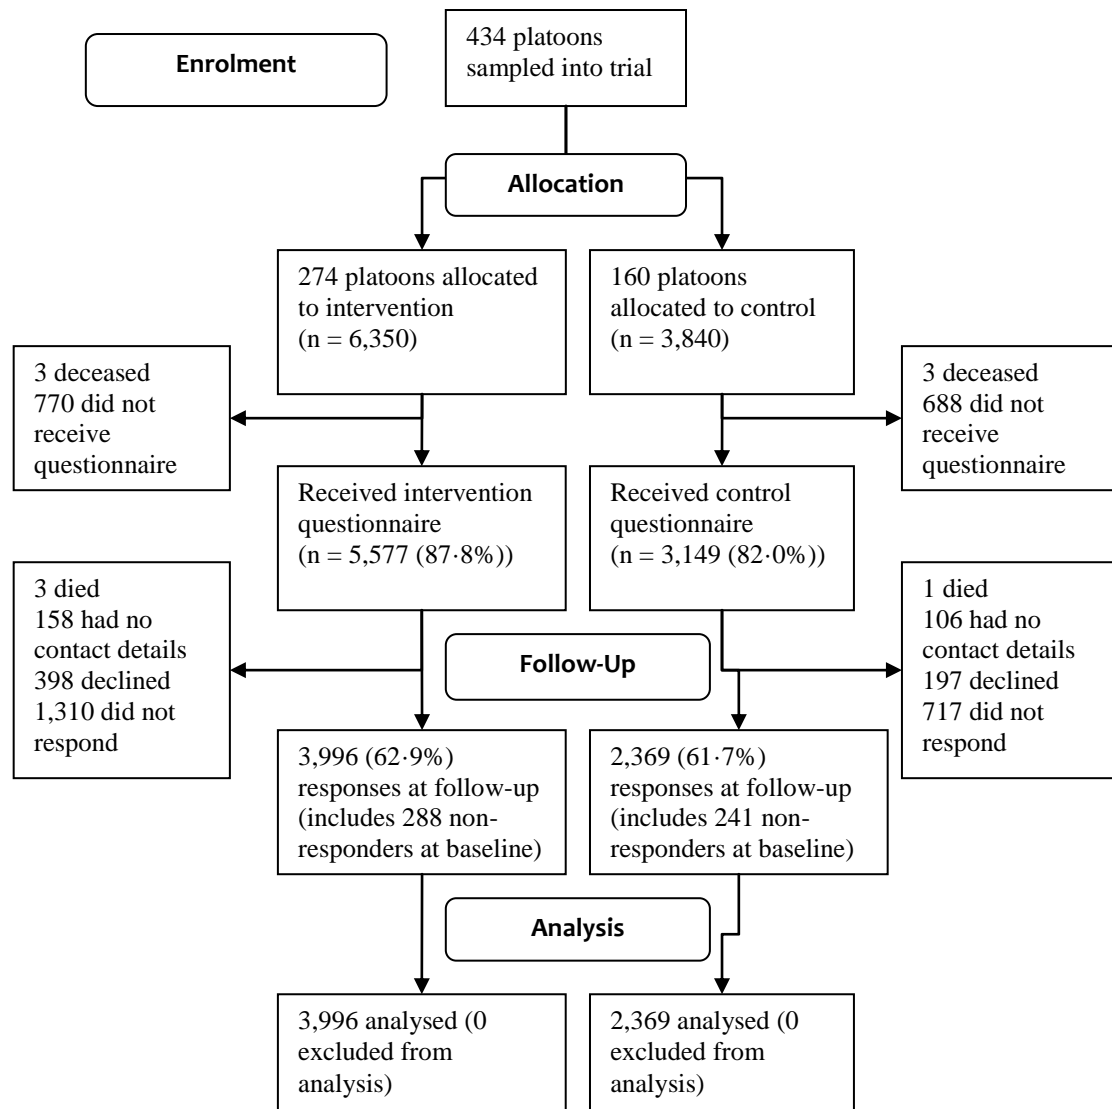 Enrolment
434 platoons
sampled into trial
Allocation
274 platoons allocated
to intervention
(n = 6,350)
160 platoons
allocated to control
(n = 3,840)
3 deceased
770 did not
receive
questionnaire
3 deceased
688 did not
receive
questionnaire
Received intervention
questionnaire
(n = 5,577 (87·8%))
Received control
questionnaire
(n = 3,149 (82·0%))
3 died
158 had no
contact details
398 declined
1,310 did not
respond
Follow-Up
1 died
106 had no
contact details
197 declined
717 did not
respond
3,996 (62·9%)
responses at follow-up
(includes 288 non-
responders at baseline)
2,369 (61·7%)
responses at follow-up
(includes 241 non-
responders at baseline)
Analysis
3,996 analysed (0
excluded from
analysis)
2,369 analysed (0
excluded from
analysis)